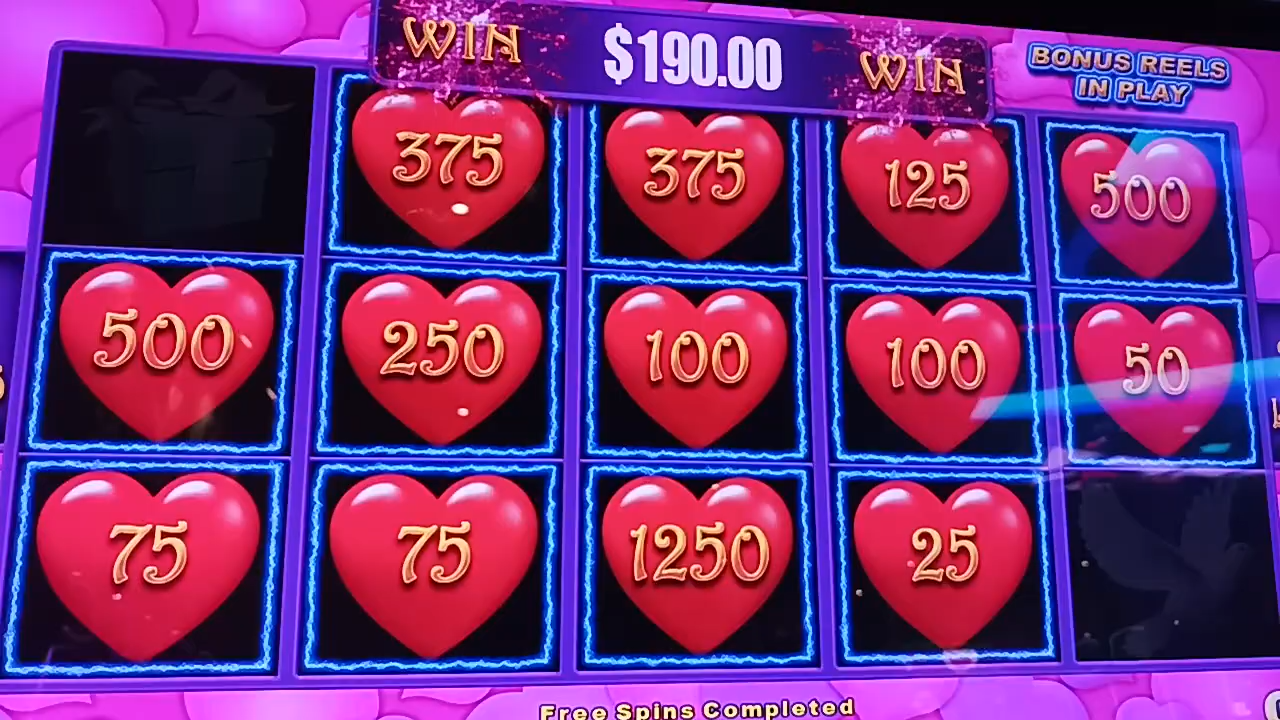 WIN $190.00 WIN
BONUS REELS
IN PLAY
375 375 125 500
500 250 100 100 50
75 75 1250 25
Free Spins Completed